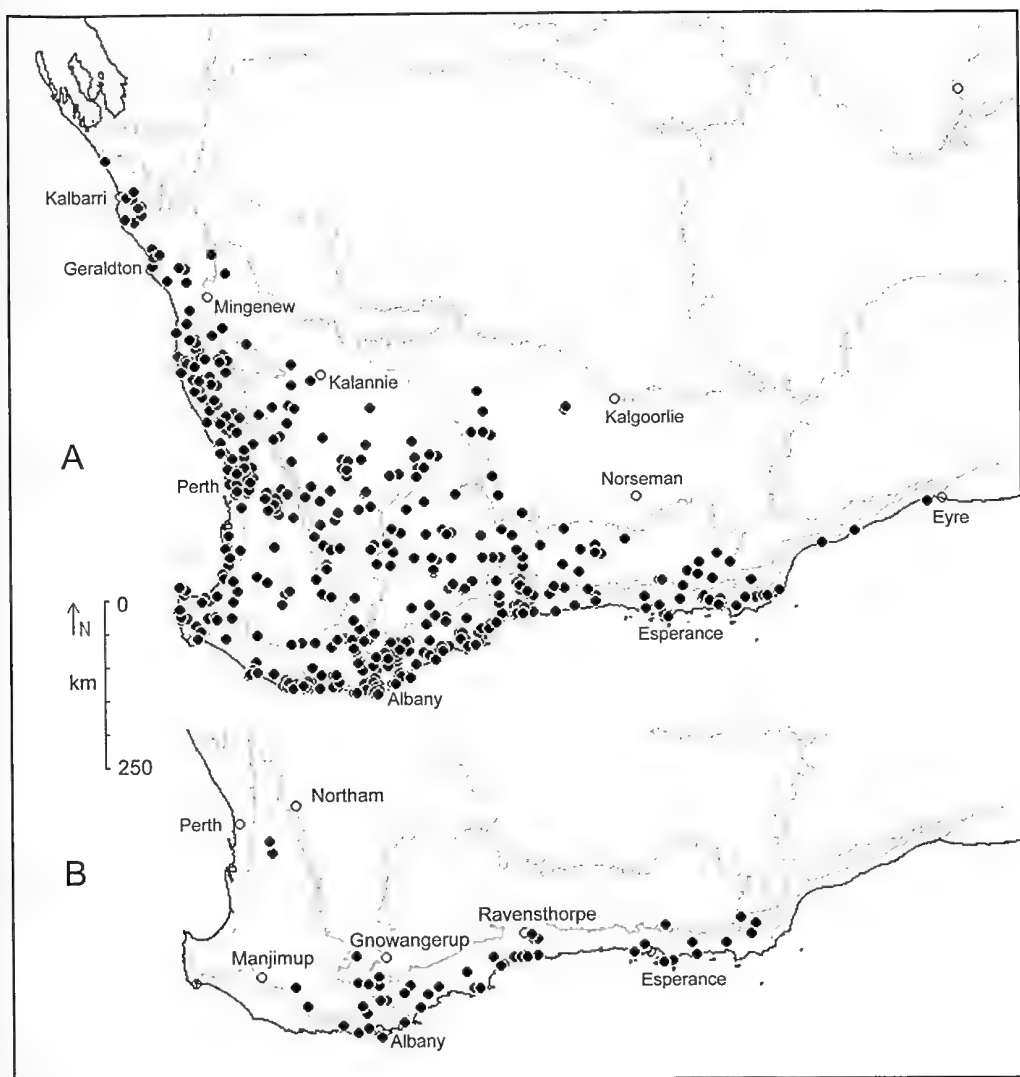 Kalbarri
Geraldton
Mingenew
Kalannie
Kalgoorlie
A
Norseman
Perth
Eyre
0
N
Esperance
km
Albany
250
Northam
Perth
B
Ravensthorpe
Gnowangerup
Manjimup
Esperance
Albany